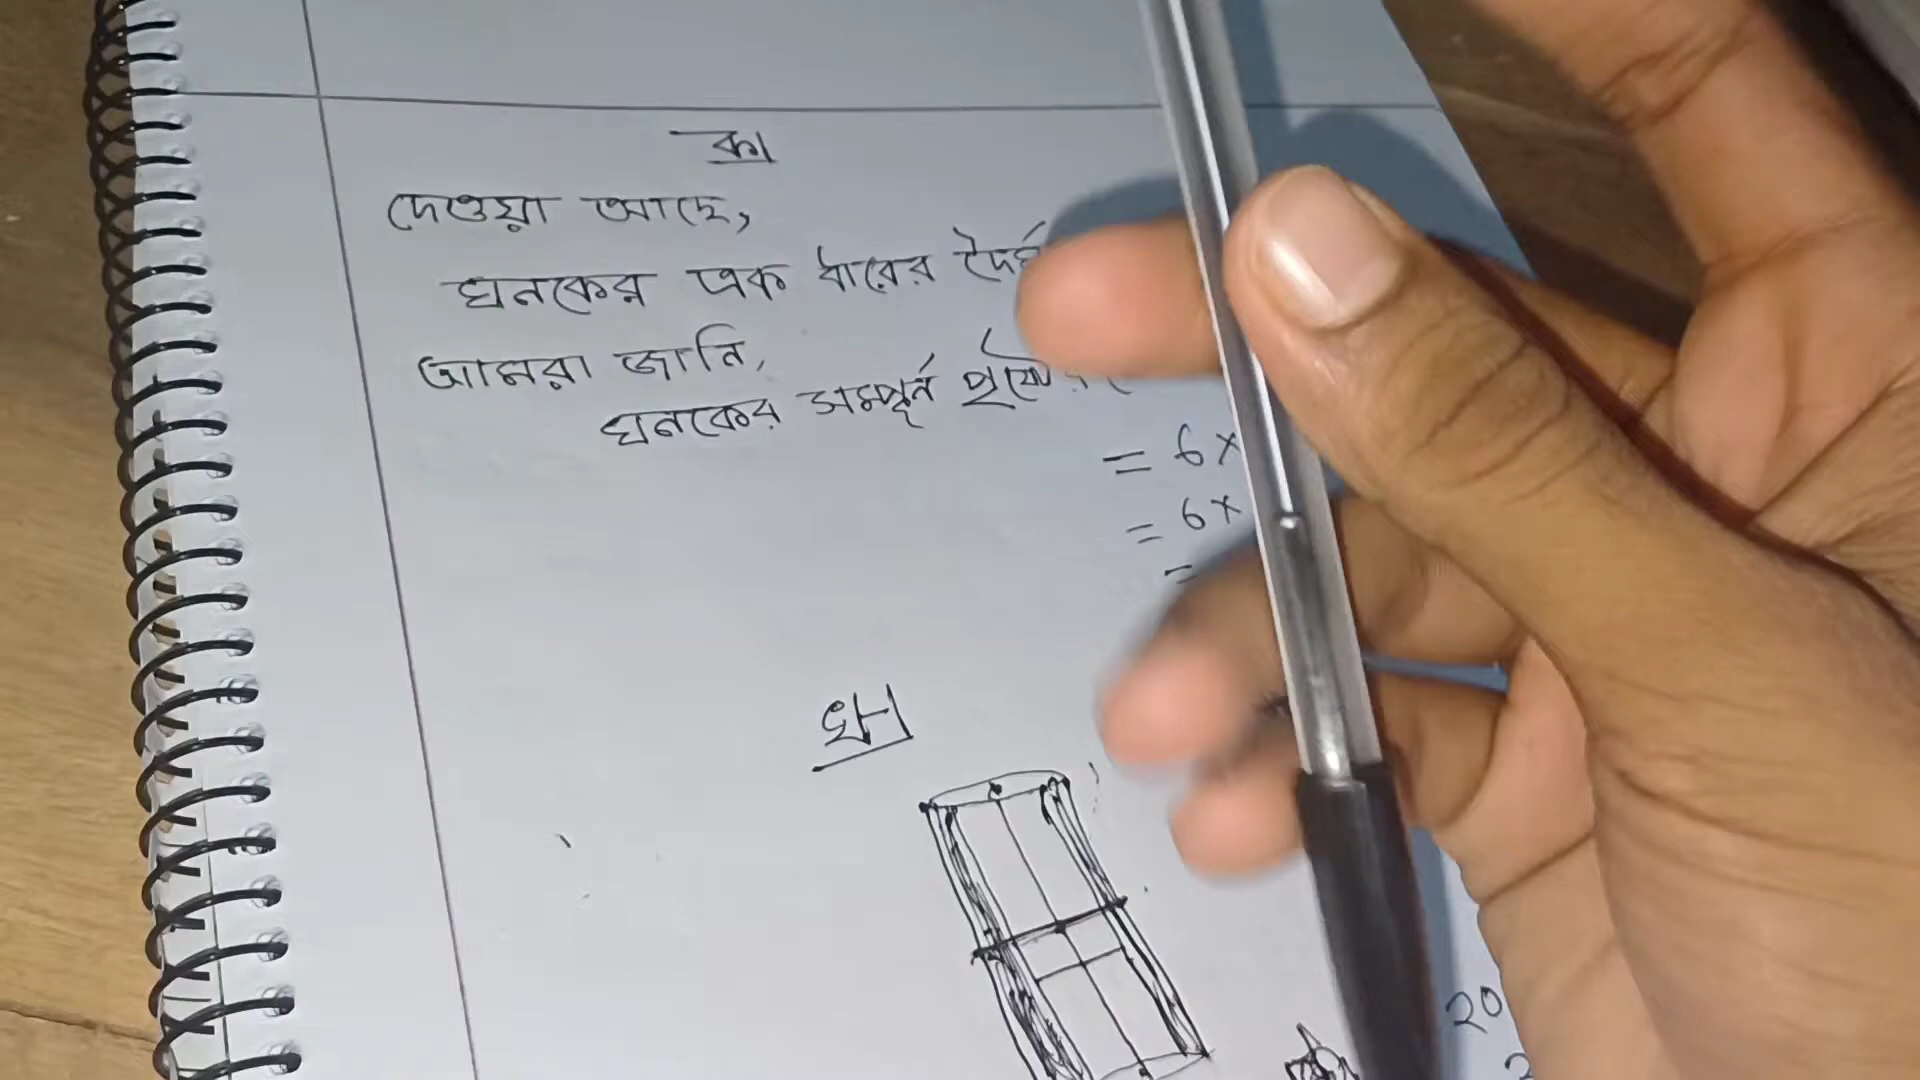 ক।
দেওয়া আছে,
ঘনকের এক ধারের
আমরা জানি,
ঘনকের সম্পূর্ন
= 6×
= 6×
=
খ।
20